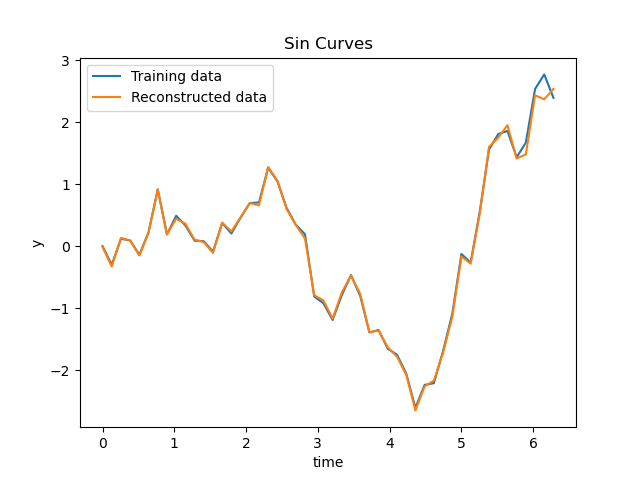 Sin Curves
Training data
Reconstructed data
3
2
1
0
−1
−2
y
0 1 2 3 4 5 6
time